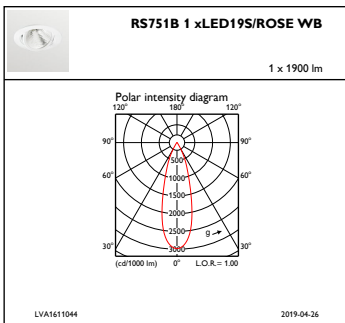 RS751B 1 xLED19S/ROSE WB
1 x 1900 lm
Polar intensity diagram
120° 180° 120°
90° 90°
500
60° 1000 60°
1500
2000
2500 g
30° 3000 30°
(cd/1000 lm) 0° L.O.R.= 1.00
LVA1611044 2019-04-26